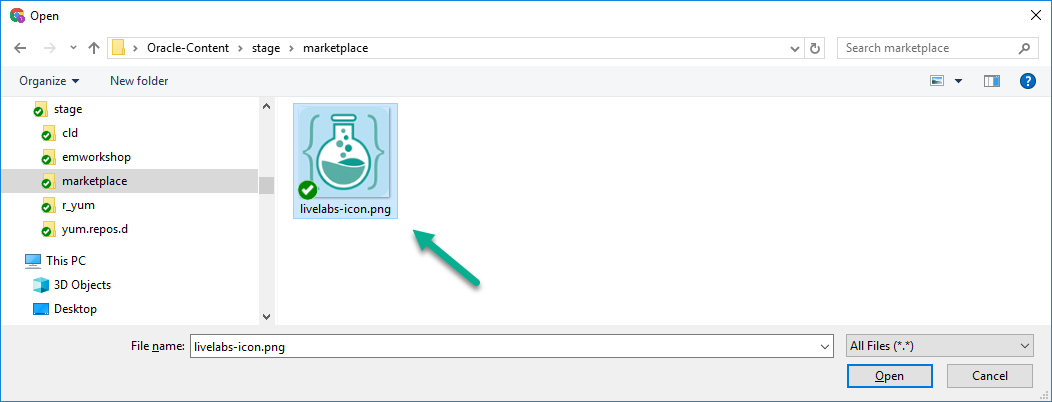 Open
Oracle-Content stage marketplace
Search marketplace
Organize New folder
stage
cld
emworkshop
marketplace
r_yum
yum.repos.d
This PC
3D Objects
Desktop
livelabs-icon.png
File name: livelabs-icon.png
All Files (*.*)
Open Cancel